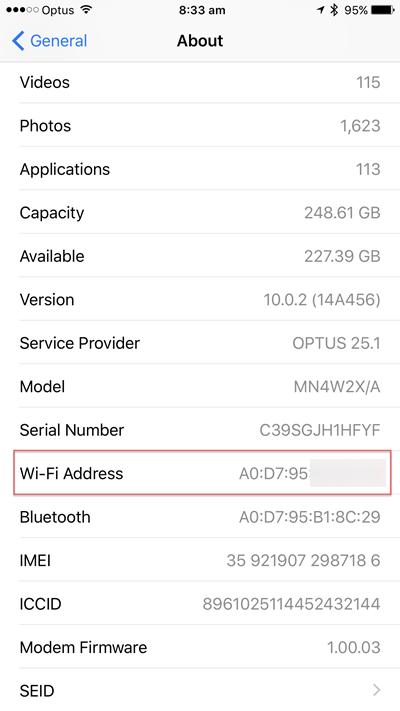 Optus 8:33 am 95%
General About
Videos 115
Photos 1,623
Applications 113
Capacity 248.61 GB
Available 227.39 GB
Version 10.0.2 (14A456)
Service Provider OPTUS 25.1
Model MN4W2X/A
Serial Number C39SGJH1HFYF
Wi-Fi Address A0:D7:95:
Bluetooth A0:D7:95:B1:8C:29
IMEI 35 921907 298718 6
ICCID 8961025114452432144
Modem Firmware 1.00.03
SEID